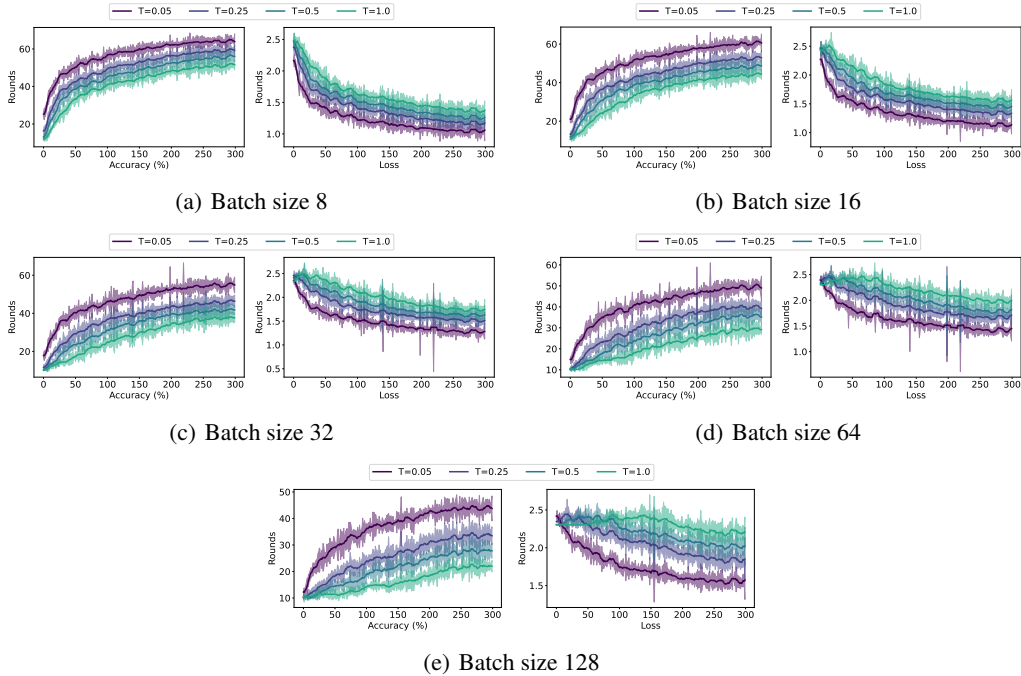 T=0.05 T=0.25 T=0.5 T=1.0
Rounds
60
40
20
0 50 100 150 200 250 300
Accuracy (%)
Rounds
2.5
2.0
1.5
1.0
0 50 100 150 200 250 300
Loss
(a) Batch size 8
T=0.05 T=0.25 T=0.5 T=1.0
Rounds
60
40
20
0 50 100 150 200 250 300
Accuracy (%)
Rounds
2.5
2.0
1.5
1.0
0 50 100 150 200 250 300
Loss
(b) Batch size 16
T=0.05 T=0.25 T=0.5 T=1.0
Rounds
60
40
20
0 50 100 150 200 250 300
Accuracy (%)
Rounds
2.5
2.0
1.5
1.0
0.5
0 50 100 150 200 250 300
Loss
(c) Batch size 32
T=0.05 T=0.25 T=0.5 T=1.0
Rounds
60
50
40
30
20
10
0 50 100 150 200 250 300
Accuracy (%)
Rounds
2.5
2.0
1.5
1.0
0 50 100 150 200 250 300
Loss
(d) Batch size 64
T=0.05 T=0.25 T=0.5 T=1.0
Rounds
50
40
30
20
10
0 50 100 150 200 250 300
Accuracy (%)
Rounds
2.5
2.0
1.5
0 50 100 150 200 250 300
Loss
(e) Batch size 128